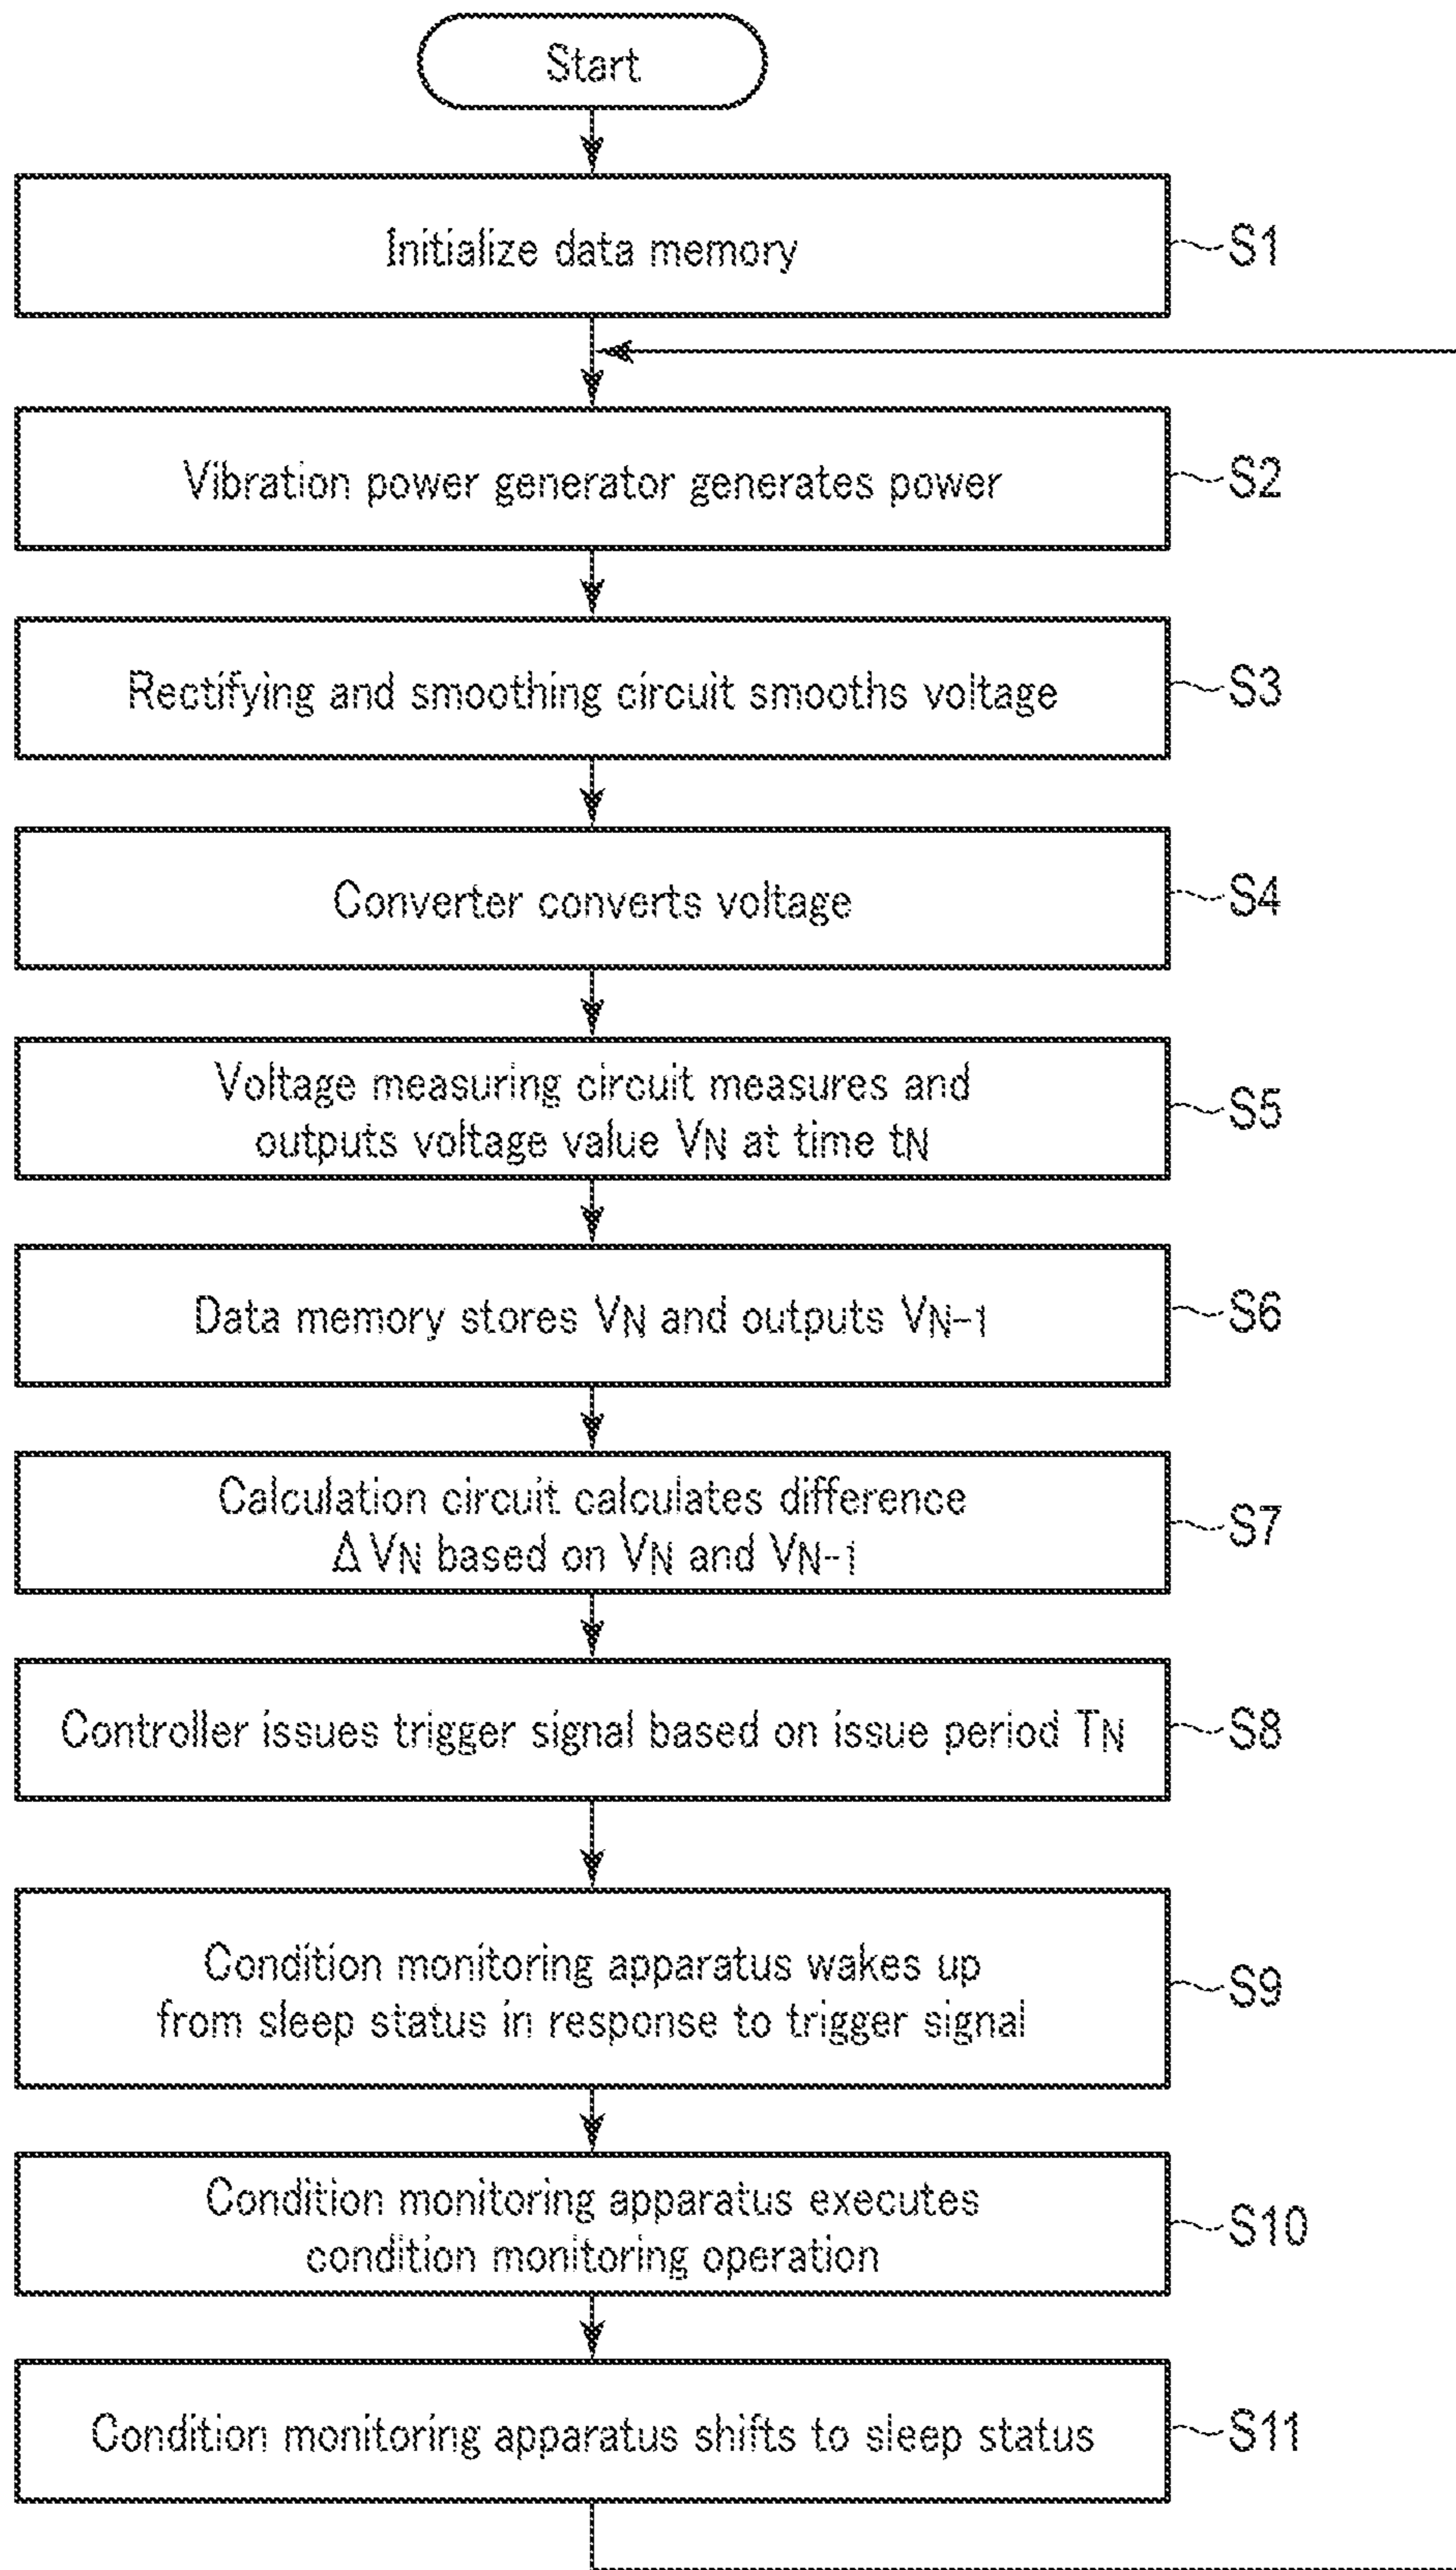 Start
Initialize data memory
S1
Vibration power generator generates power
S2
Rectifying and smoothing circuit smooths voltage
S3
Converter converts voltage
S4
Voltage measuring circuit measures and
outputs voltage value VN at time tN
S5
Data memory stores VN and outputs VN-1
S6
Calculation circuit calculates difference
Δ VN based on VN and VN-1
S7
Controller issues trigger signal based on issue period TN
S8
Condition monitoring apparatus wakes up
from sleep status in response to trigger signal
S9
Condition monitoring apparatus executes
condition monitoring operation
S10
Condition monitoring apparatus shifts to sleep status
S11